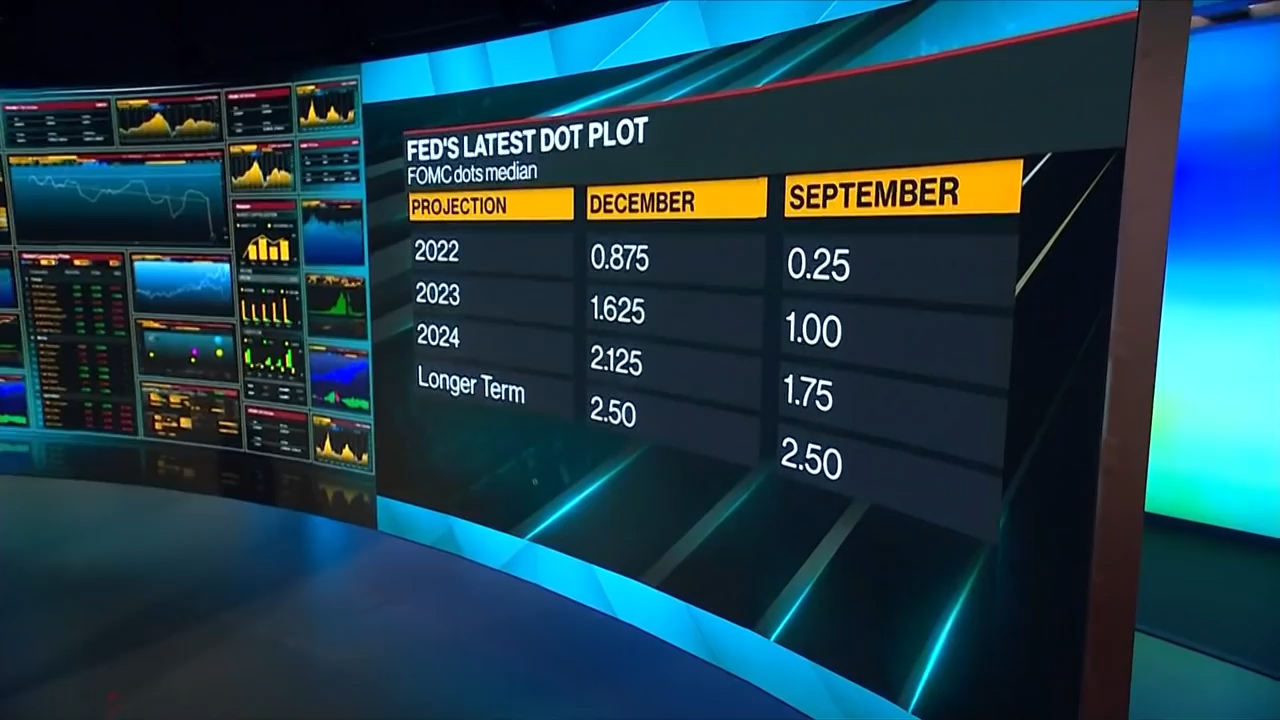 FED'S LATEST DOT PLOT
FOMC dots median
PROJECTION DECEMBER SEPTEMBER
2022 0.875 0.25
2023 1.625 1.00
2024 2.125 1.75
Longer Term 2.50 2.50